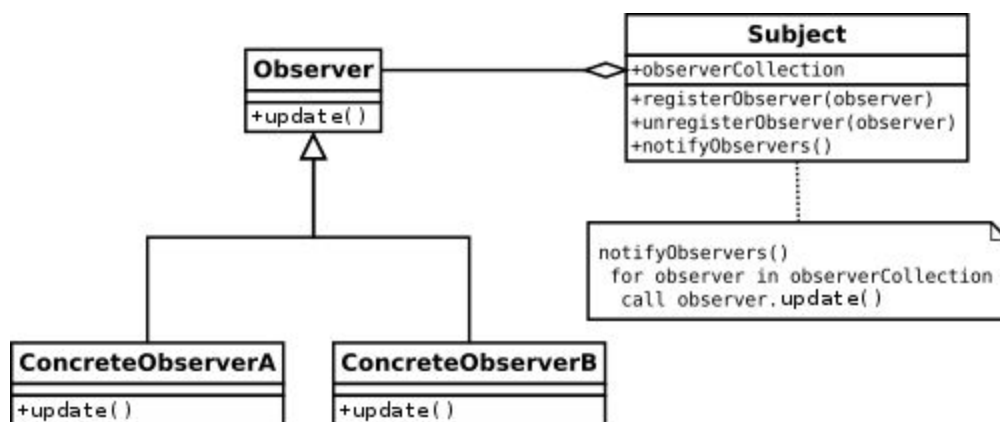 Observer
+update()
Subject
+observerCollection
+registerObserver(observer)
+unregisterObserver(observer)
+notifyObservers()
notifyObservers()
for observer in observerCollection
call observer.update()
ConcreteObserverA
+update()
ConcreteObserverB
+update()